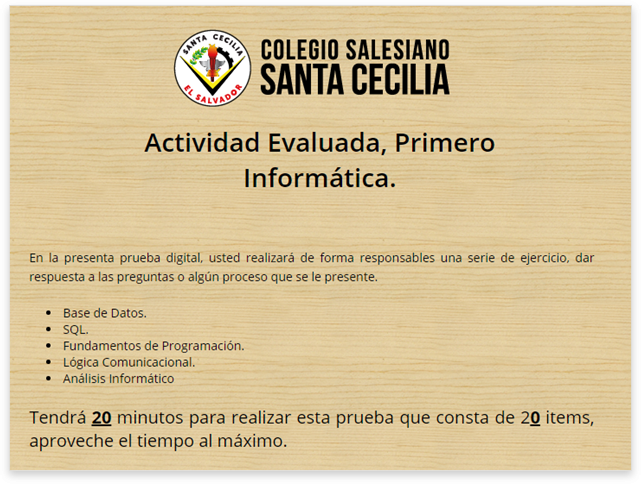 SANTA CECILIA
EL SALVADOR
COLEGIO SALESIANO
SANTA CECILIA
Actividad Evaluada, Primero
Informática.
En la presenta prueba digital, usted realizará de forma responsables una serie de ejercicio, dar
respuesta a las preguntas o algún proceso que se le presente.
• Base de Datos.
• SQL.
• Fundamentos de Programación.
• Lógica Comunicacional.
• Análisis Informático
Tendrá 20 minutos para realizar esta prueba que consta de 20 items,
aproveche el tiempo al máximo.